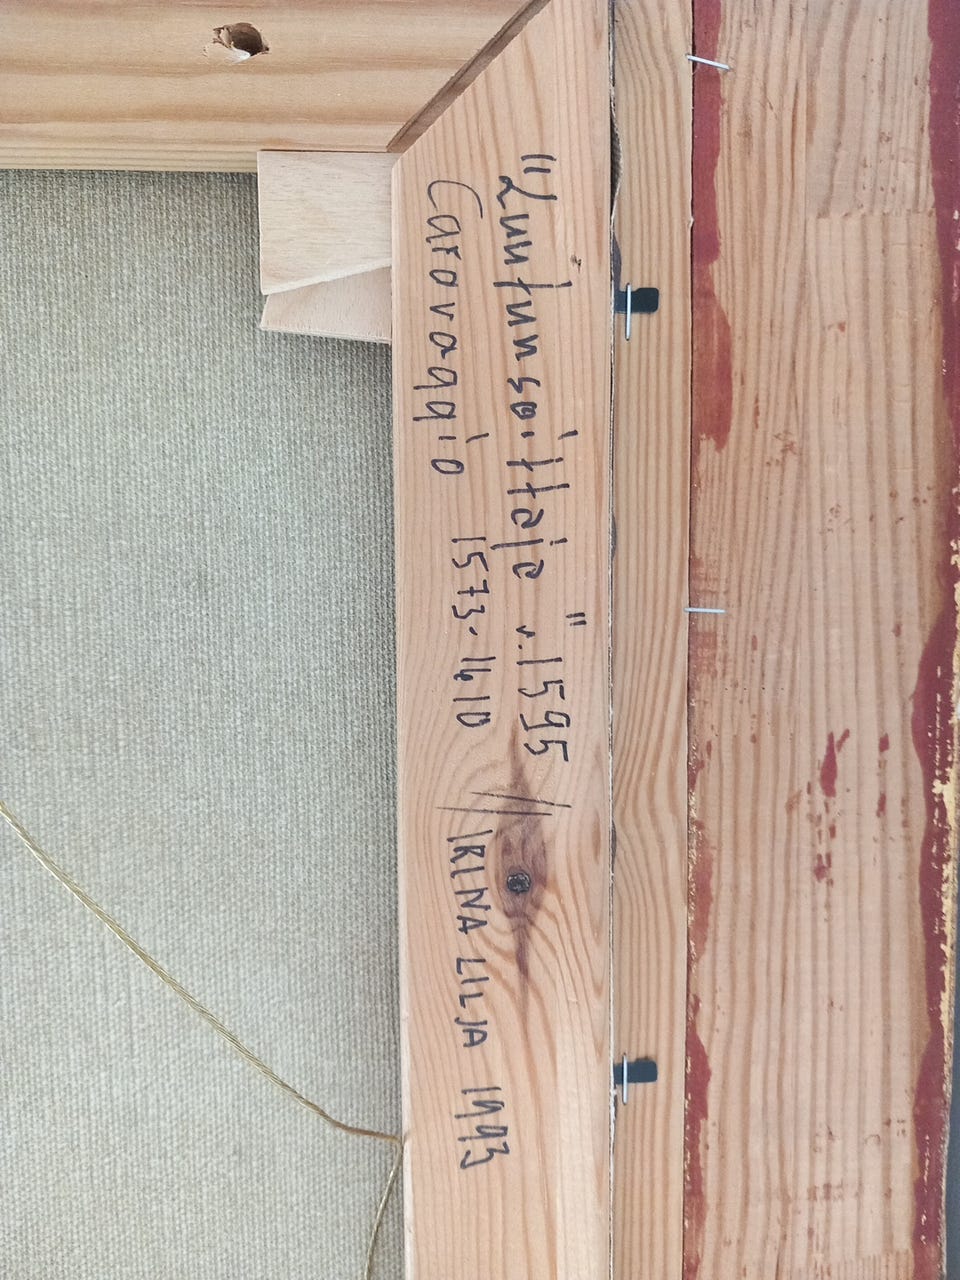 "Luutunsoittaja" v. 1595
Caravaggio 1573-1610 // IRINA LILJA 1993